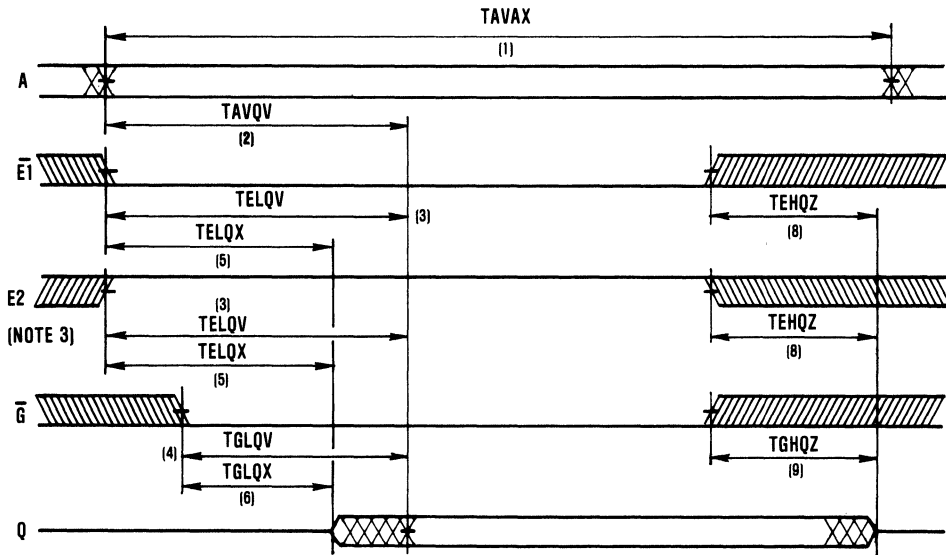 TAVAX
(1)
A
TAVQV
(2)
E1
TELQV
(3)
TEHQZ
TELQX
(8)
(5)
E2
(3)
(NOTE 3)
TELQV
TEHQZ
TELQX
(8)
(5)
G
(4)
TGLQV
TGHQZ
TGLQX
(9)
(6)
Q